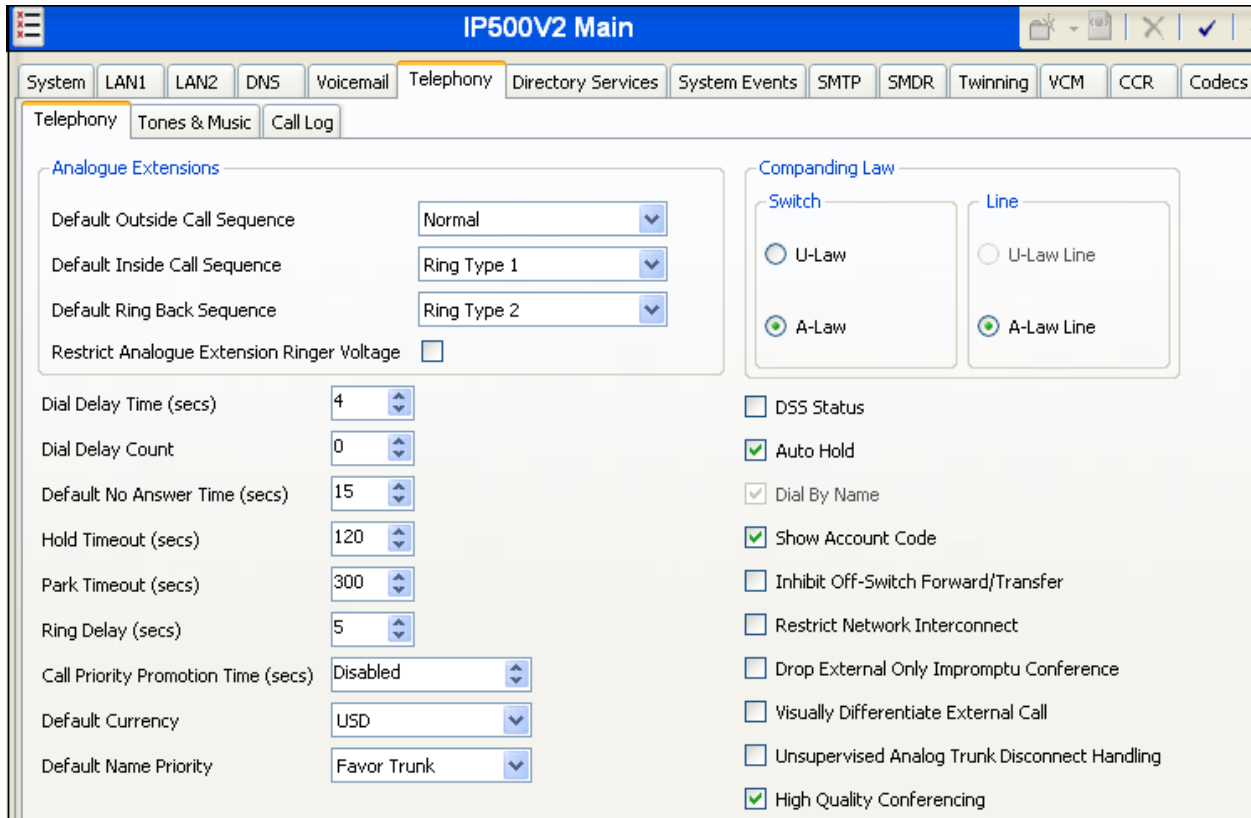 IP500V2 Main
System LAN1 LAN2 DNS Voicemail Telephony Directory Services System Events SMTP SMDR Twinning VCM CCR Codecs
Telephony Tones & Music Call Log
Analogue Extensions
Default Outside Call Sequence Normal
Default Inside Call Sequence Ring Type 1
Default Ring Back Sequence Ring Type 2
Restrict Analogue Extension Ringer Voltage
Dial Delay Time (secs) 4
Dial Delay Count 0
Default No Answer Time (secs) 15
Hold Timeout (secs) 120
Park Timeout (secs) 300
Ring Delay (secs) 5
Call Priority Promotion Time (secs) Disabled
Default Currency USD
Default Name Priority Favor Trunk
Companding Law
Switch Line
U-Law U-Law Line
A-Law A-Law Line
DSS Status
Auto Hold
Dial By Name
Show Account Code
Inhibit Off-Switch Forward/Transfer
Restrict Network Interconnect
Drop External Only Impromptu Conference
Visually Differentiate External Call
Unsupervised Analog Trunk Disconnect Handling
High Quality Conferencing